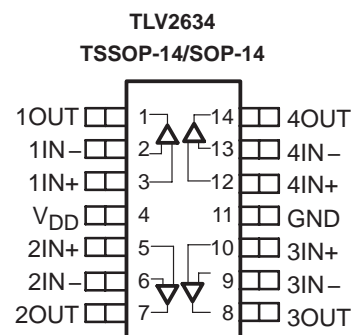 TLV2634
TSSOP-14/SOP-14
1OUT 1 14 4OUT
1IN− 2 13 4IN−
1IN+ 3 12 4IN+
VDD 4 11 GND
2IN+ 5 10 3IN+
2IN− 6 9 3IN−
2OUT 7 8 3OUT